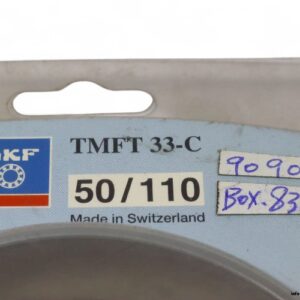 SKF
TMFT 33-C
50/110
Made in Switzerland
9090
BOX-83